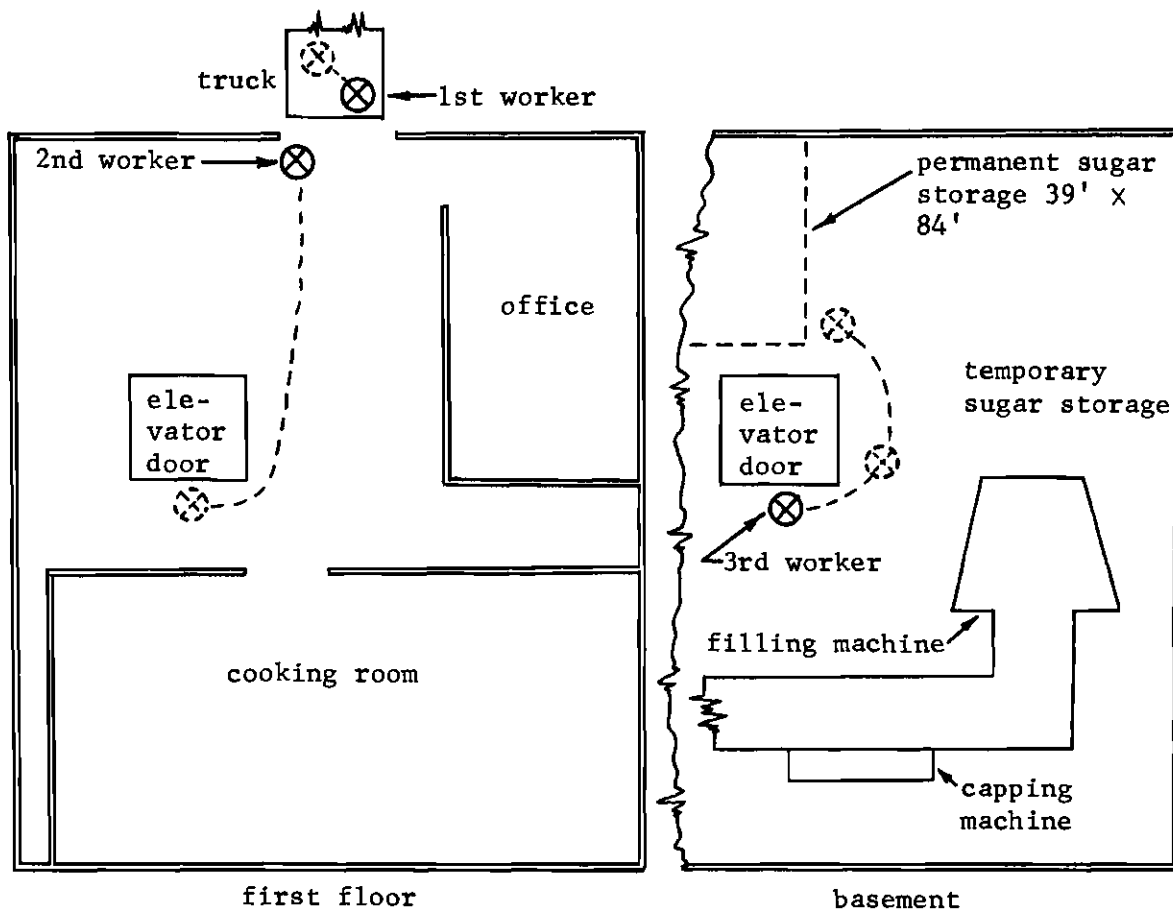 truck
1st worker
2nd worker
permanent sugar
storage 39' X
84'
office
ele-
vator
door
ele-
vator
door
temporary
sugar storage
3rd worker
filling machine
cooking room
capping
machine
first floor
basement